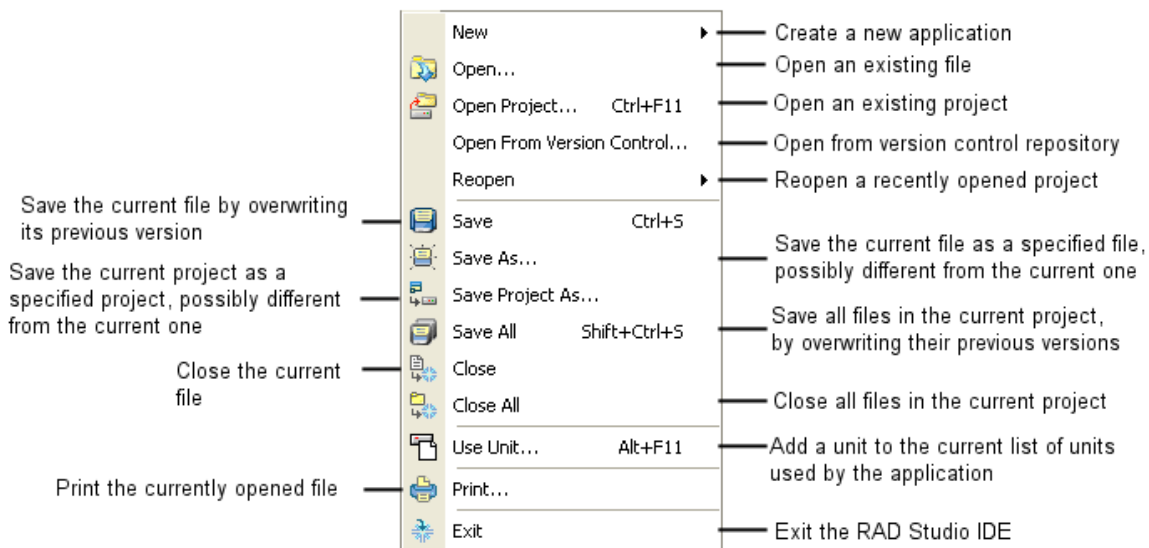 New
Create a new application
Open...
Open an existing file
Open Project... Ctrl+F11
Open an existing project
Open From Version Control...
Open from version control repository
Reopen
Reopen a recently opened project
Save the current file by overwriting
its previous version
Save Ctrl+S
Save As...
Save the current file as a specified file,
possibly different from the current one
Save the current project as a
specified project, possibly different
from the current one
Save Project As...
Save All Shift+Ctrl+S
Save all files in the current project,
by overwriting their previous versions
Close the current
file
Close
Close All
Close all files in the current project
Use Unit... Alt+F11
Add a unit to the current list of units
used by the application
Print the currently opened file
Print...
Exit
Exit the RAD Studio IDE